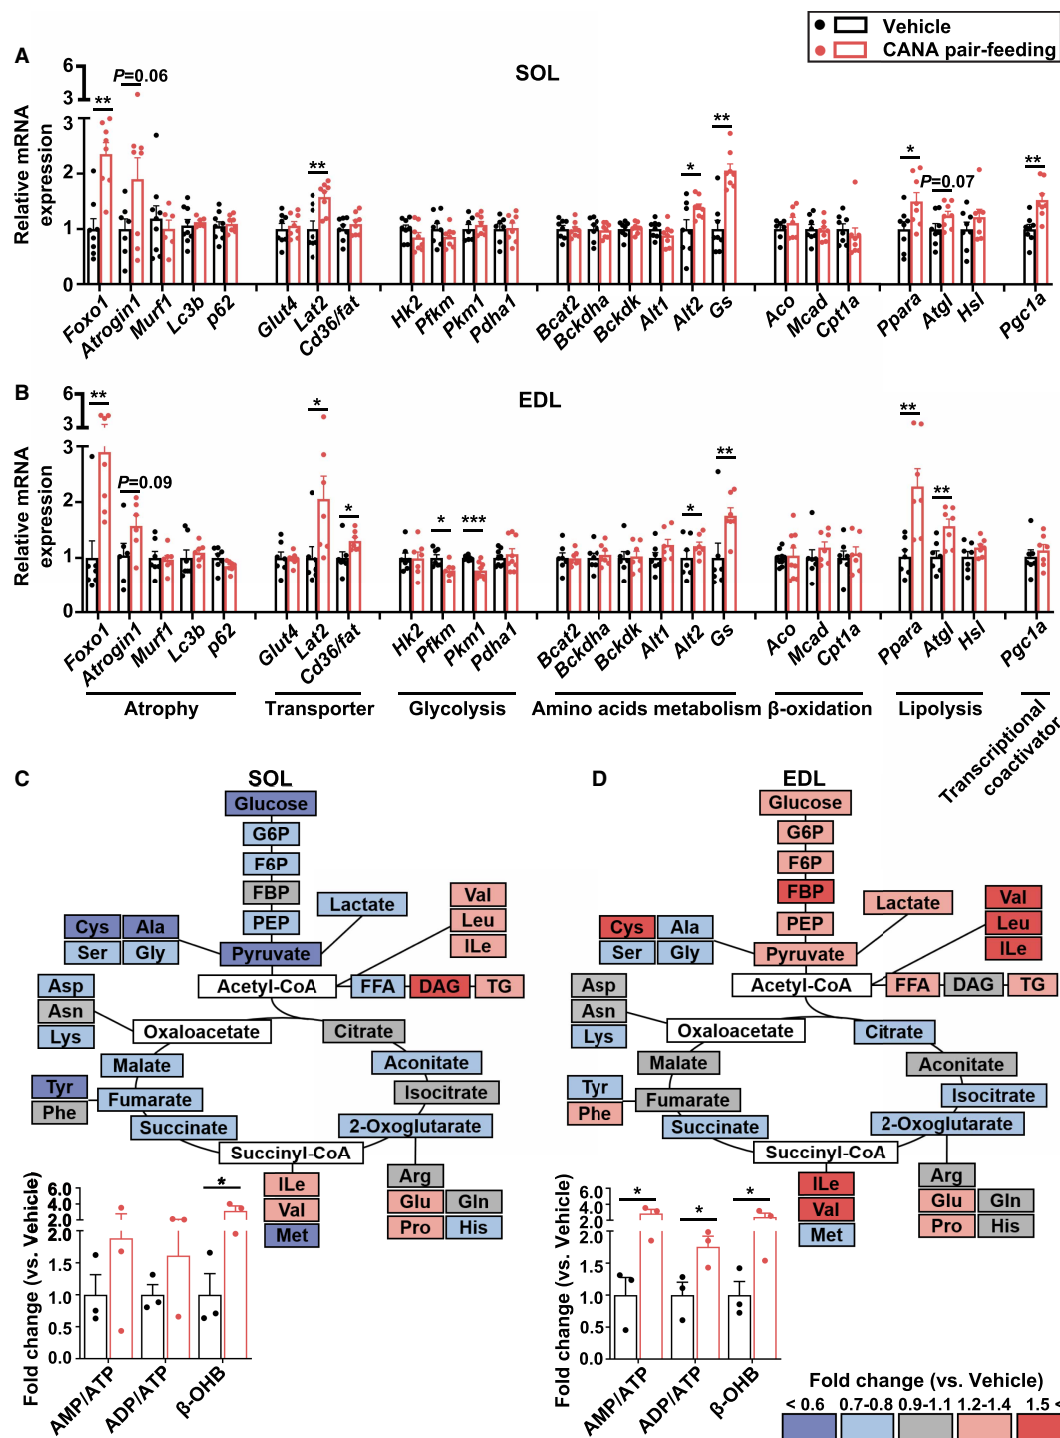 Vehicle
CANA pair-feeding
A
SOL
Relative mRNA
expression
6
3
3
2
1
0
**
P=0.06
**
*
**
*
P=0.07
**
Foxo1
Atrogin1
Murf1
Lc3b
p62
Glut4
Lat2
Cd36/fat
Hk2
Pfkm
Pkm1
Pdha1
Bcat2
Bckdha
Bckdk
Alt1
Alt2
Gs
Aco
Mcad
Cpt1a
Ppara
Atgl
Hsl
Pgc1a
B
EDL
Relative mRNA
expression
6
3
3
2
1
0
**
P=0.09
*
*
*
***
*
**
**
**
Foxo1
Atrogin1
Murf1
Lc3b
p62
Glut4
Lat2
Cd36/fat
Hk2
Pfkm
Pkm1
Pdha1
Bcat2
Bckdha
Bckdk
Alt1
Alt2
Gs
Aco
Mcad
Cpt1a
Ppara
Atgl
Hsl
Pgc1a
Atrophy
Transporter
Glycolysis
Amino acids metabolism
β-oxidation
Lipolysis
Transcriptional
coactivator
C
SOL
Glucose
G6P
F6P
FBP
PEP
Lactate
Val
Leu
ILe
Cys Ala
Ser Gly
Pyruvate
Acetyl-CoA
FFA DAG TG
Asp
Asn
Lys
Oxaloacetate
Citrate
Malate
Aconitate
Isocitrate
Tyr
Phe
Fumarate
Succinate
2-Oxoglutarate
Succinyl-CoA
ILe
Val
Met
Arg
Glu Gln
Pro His
Fold change (vs. Vehicle)
6.0
4.0
2.0
2.0
1.5
1.0
0.5
0.0
*
AMP/ATP
ADP/ATP
β-OHB
D
EDL
Glucose
G6P
F6P
FBP
PEP
Lactate
Val
Leu
ILe
Cys Ala
Ser Gly
Pyruvate
Acetyl-CoA
FFA DAG TG
Asp
Asn
Lys
Oxaloacetate
Citrate
Malate
Aconitate
Isocitrate
Tyr
Phe
Fumarate
Succinate
2-Oxoglutarate
Succinyl-CoA
ILe
Val
Met
Arg
Glu Gln
Pro His
Fold change (vs. Vehicle)
6.0
4.0
2.0
2.0
1.5
1.0
0.5
0.0
*
*
*
AMP/ATP
ADP/ATP
β-OHB
Fold change (vs. Vehicle)
< 0.6 0.7-0.8 0.9-1.1 1.2-1.4 1.5 <